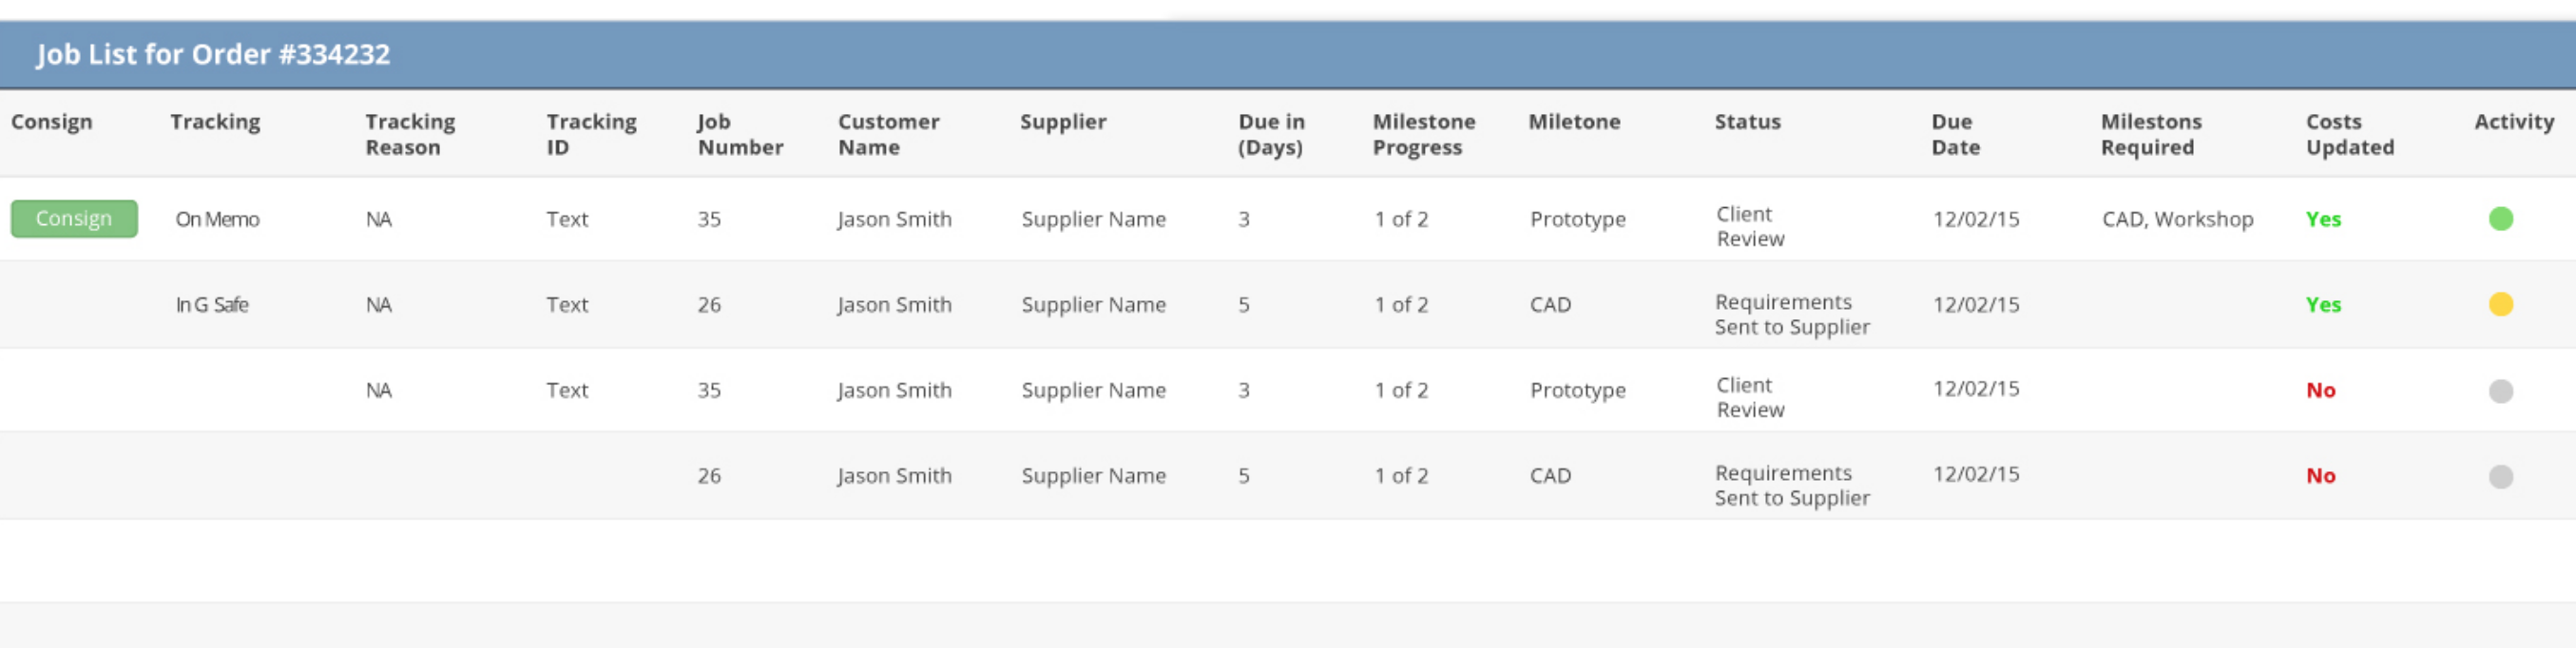 Job List for Order #334232
Consign Tracking Tracking Reason Tracking ID Job Number Customer Name Supplier Due in (Days) Milestone Progress Miletone Status Due Date Milestons Required Costs Updated Activity
Consign On Memo NA Text 35 Jason Smith Supplier Name 3 1 of 2 Prototype Client Review 12/02/15 CAD, Workshop Yes
In G Safe NA Text 26 Jason Smith Supplier Name 5 1 of 2 CAD Requirements Sent to Supplier 12/02/15 Yes
NA Text 35 Jason Smith Supplier Name 3 1 of 2 Prototype Client Review 12/02/15 No
26 Jason Smith Supplier Name 5 1 of 2 CAD Requirements Sent to Supplier 12/02/15 No